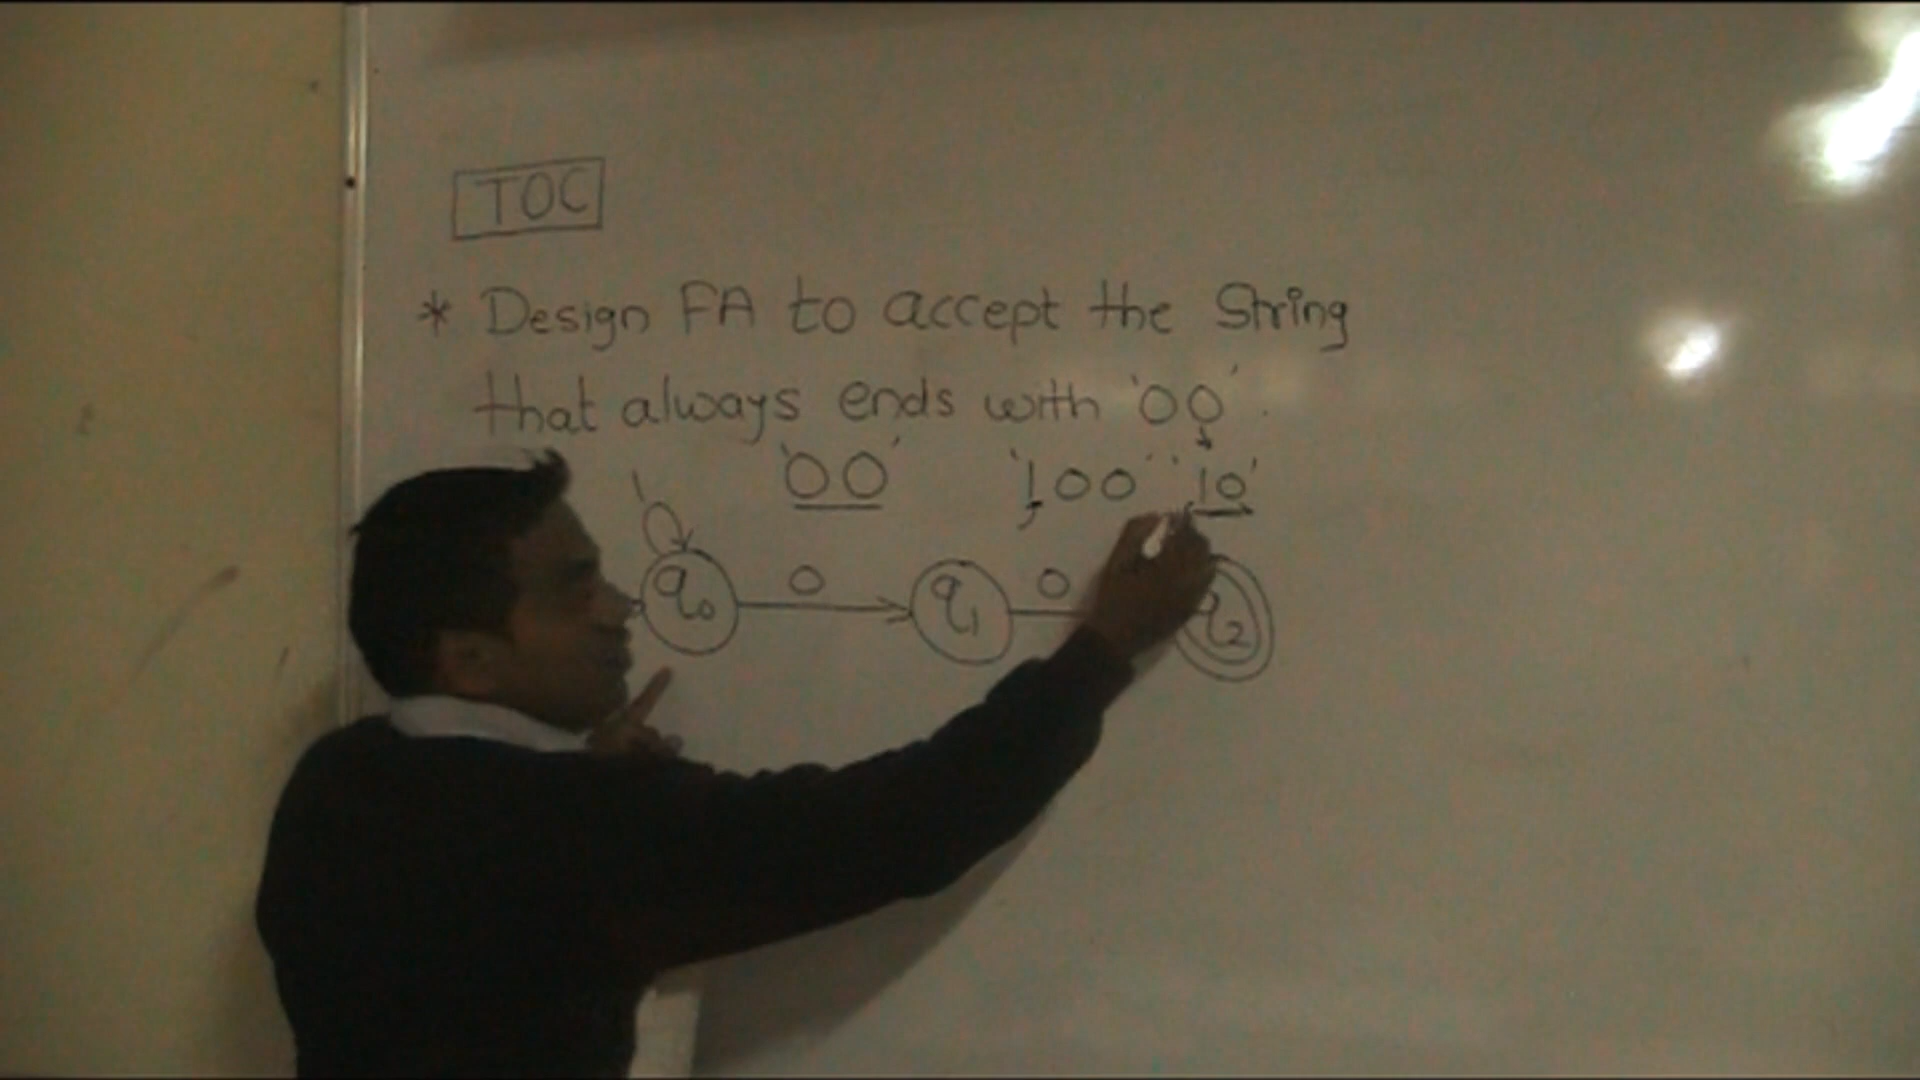 TOC
* Design FA to accept the String
that always ends with '00'.
'00' '100' '10'
1
q0 0 q1 0 q2